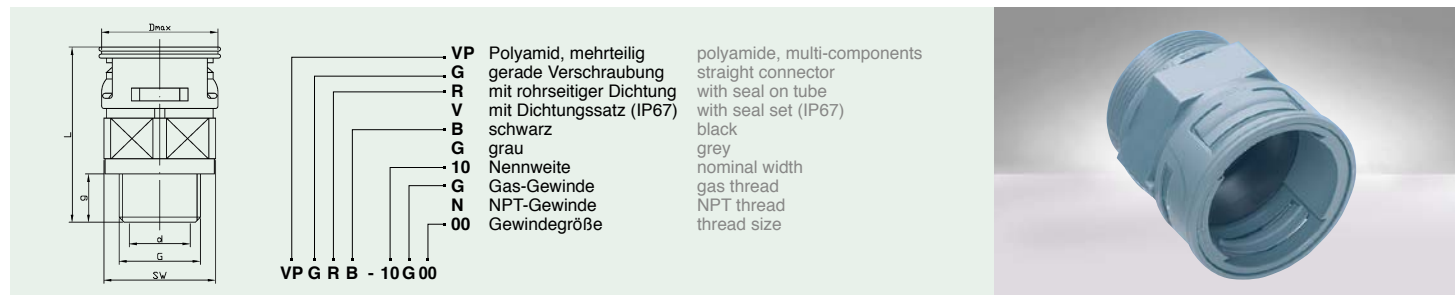 Dmax
L
g
d
G
SW
VP Polyamid, mehrteilig polyamide, multi-components
G gerade Verschraubung straight connector
R mit rohrseitiger Dichtung with seal on tube
V mit Dichtungssatz (IP67) with seal set (IP67)
B schwarz black
G grau grey
10 Nennweite nominal width
G Gas-Gewinde gas thread
N NPT-Gewinde NPT thread
00 Gewindegröße thread size
VP G R B - 10 G 00